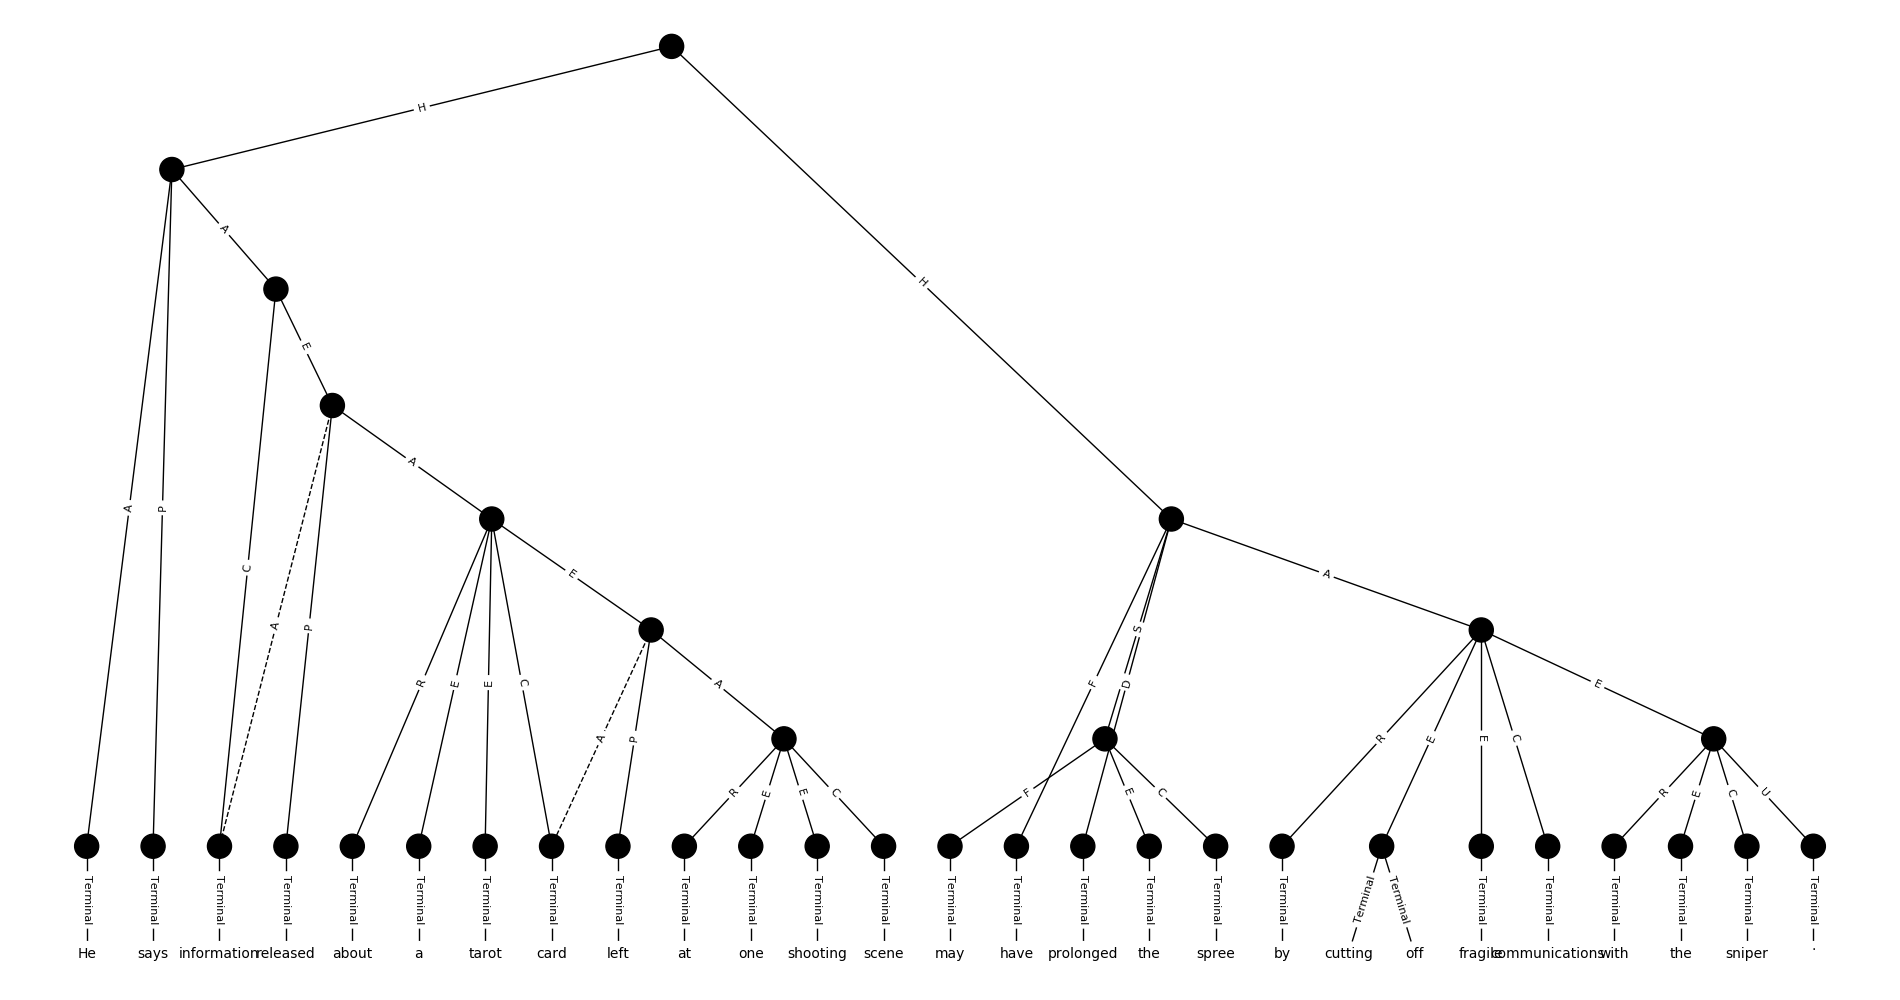 H
H
A
E
A P
C A P A
R E E C E
A P A
R E E C
F S D A
F E C
R E E C E
R E C U
Terminal Terminal Terminal Terminal Terminal Terminal Terminal Terminal Terminal Terminal Terminal Terminal Terminal Terminal Terminal Terminal Terminal Terminal Terminal Terminal Terminal Terminal Terminal Terminal Terminal Terminal Terminal
He says information released about a tarot card left at one shooting scene may have prolonged the spree by cutting off fragile communications with the sniper .